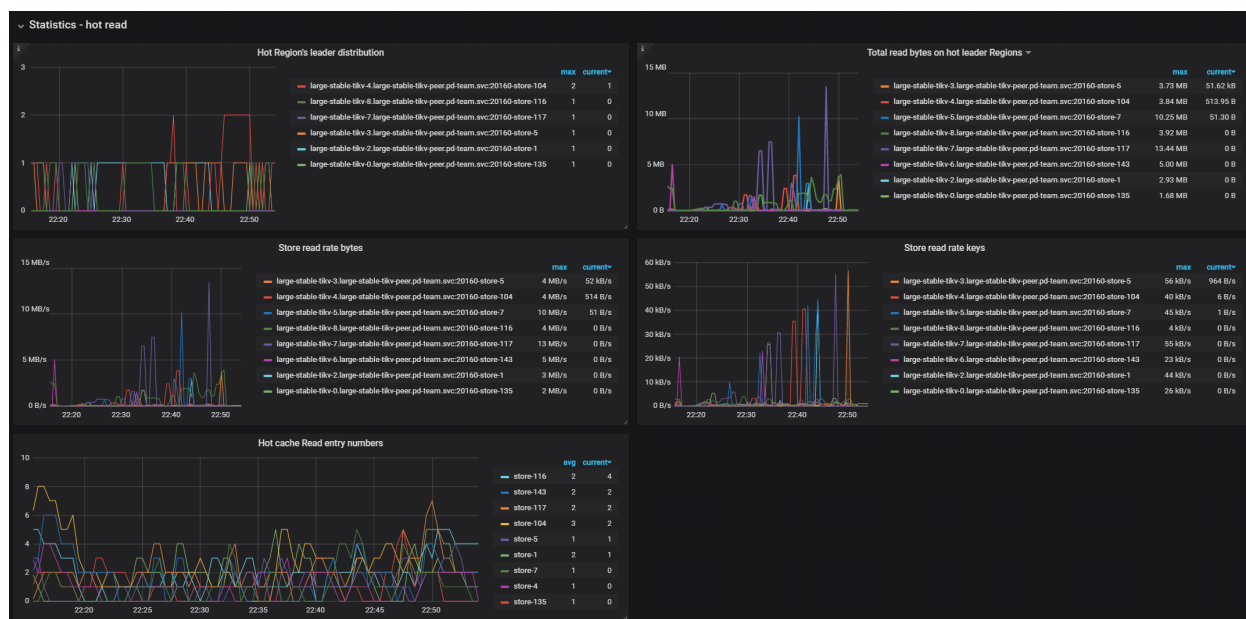 Statistics - hot read
Hot Region's leader distribution
3
2
1
0
22:20 22:30 22:40 22:50
max current
large-stable-tikv-4.large-stable-tikv-peer.pd-team.svc:20160-store-104 2 1
large-stable-tikv-8.large-stable-tikv-peer.pd-team.svc:20160-store-116 1 0
large-stable-tikv-7.large-stable-tikv-peer.pd-team.svc:20160-store-117 1 0
large-stable-tikv-3.large-stable-tikv-peer.pd-team.svc:20160-store-5 1 0
large-stable-tikv-2.large-stable-tikv-peer.pd-team.svc:20160-store-1 1 0
large-stable-tikv-0.large-stable-tikv-peer.pd-team.svc:20160-store-135 1 0
Total read bytes on hot leader Regions
15 MB
10 MB
5 MB
0 B
22:20 22:30 22:40 22:50
max current
large-stable-tikv-3.large-stable-tikv-peer.pd-team.svc:20160-store-5 3.73 MB 51.62 kB
large-stable-tikv-4.large-stable-tikv-peer.pd-team.svc:20160-store-104 3.84 MB 513.95 B
large-stable-tikv-5.large-stable-tikv-peer.pd-team.svc:20160-store-7 10.25 MB 51.30 B
large-stable-tikv-8.large-stable-tikv-peer.pd-team.svc:20160-store-116 3.92 MB 0 B
large-stable-tikv-7.large-stable-tikv-peer.pd-team.svc:20160-store-117 13.44 MB 0 B
large-stable-tikv-6.large-stable-tikv-peer.pd-team.svc:20160-store-143 5.00 MB 0 B
large-stable-tikv-2.large-stable-tikv-peer.pd-team.svc:20160-store-1 2.93 MB 0 B
large-stable-tikv-0.large-stable-tikv-peer.pd-team.svc:20160-store-135 1.68 MB 0 B
Store read rate bytes
15 MB/s
10 MB/s
5 MB/s
0 B/s
22:20 22:30 22:40 22:50
max current
large-stable-tikv-3.large-stable-tikv-peer.pd-team.svc:20160-store-5 4 MB/s 52 kB/s
large-stable-tikv-4.large-stable-tikv-peer.pd-team.svc:20160-store-104 4 MB/s 514 B/s
large-stable-tikv-5.large-stable-tikv-peer.pd-team.svc:20160-store-7 10 MB/s 51 B/s
large-stable-tikv-8.large-stable-tikv-peer.pd-team.svc:20160-store-116 4 MB/s 0 B/s
large-stable-tikv-7.large-stable-tikv-peer.pd-team.svc:20160-store-117 13 MB/s 0 B/s
large-stable-tikv-6.large-stable-tikv-peer.pd-team.svc:20160-store-143 5 MB/s 0 B/s
large-stable-tikv-2.large-stable-tikv-peer.pd-team.svc:20160-store-1 3 MB/s 0 B/s
large-stable-tikv-0.large-stable-tikv-peer.pd-team.svc:20160-store-135 2 MB/s 0 B/s
Store read rate keys
60 kB/s
50 kB/s
40 kB/s
30 kB/s
20 kB/s
10 kB/s
0 B/s
22:20 22:30 22:40 22:50
max current
large-stable-tikv-3.large-stable-tikv-peer.pd-team.svc:20160-store-5 56 kB/s 964 B/s
large-stable-tikv-4.large-stable-tikv-peer.pd-team.svc:20160-store-104 40 kB/s 6 B/s
large-stable-tikv-5.large-stable-tikv-peer.pd-team.svc:20160-store-7 45 kB/s 1 B/s
large-stable-tikv-8.large-stable-tikv-peer.pd-team.svc:20160-store-116 4 kB/s 0 B/s
large-stable-tikv-7.large-stable-tikv-peer.pd-team.svc:20160-store-117 55 kB/s 0 B/s
large-stable-tikv-6.large-stable-tikv-peer.pd-team.svc:20160-store-143 23 kB/s 0 B/s
large-stable-tikv-2.large-stable-tikv-peer.pd-team.svc:20160-store-1 44 kB/s 0 B/s
large-stable-tikv-0.large-stable-tikv-peer.pd-team.svc:20160-store-135 26 kB/s 0 B/s
Hot cache Read entry numbers
10
8
6
4
2
0
22:20 22:25 22:30 22:35 22:40 22:45 22:50
avg current
store-116 2 4
store-143 2 2
store-117 2 2
store-104 3 2
store-5 1 1
store-1 2 1
store-7 1 0
store-4 1 0
store-135 1 0